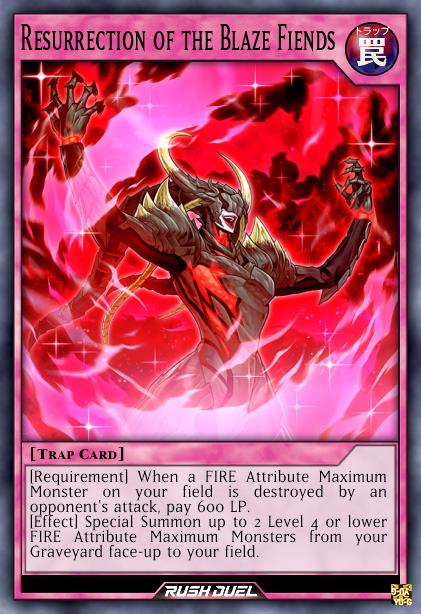 Resurrection of the Blaze Fiends
トラップ
罠
[Trap Card]
[Requirement] When a FIRE Attribute Maximum
Monster on your field is destroyed by an
opponent's attack, pay 600 LP.
[Effect] Special Summon up to 2 Level 4 or lower
FIRE Attribute Maximum Monsters from your
Graveyard face-up to your field.
RUSH DUEL